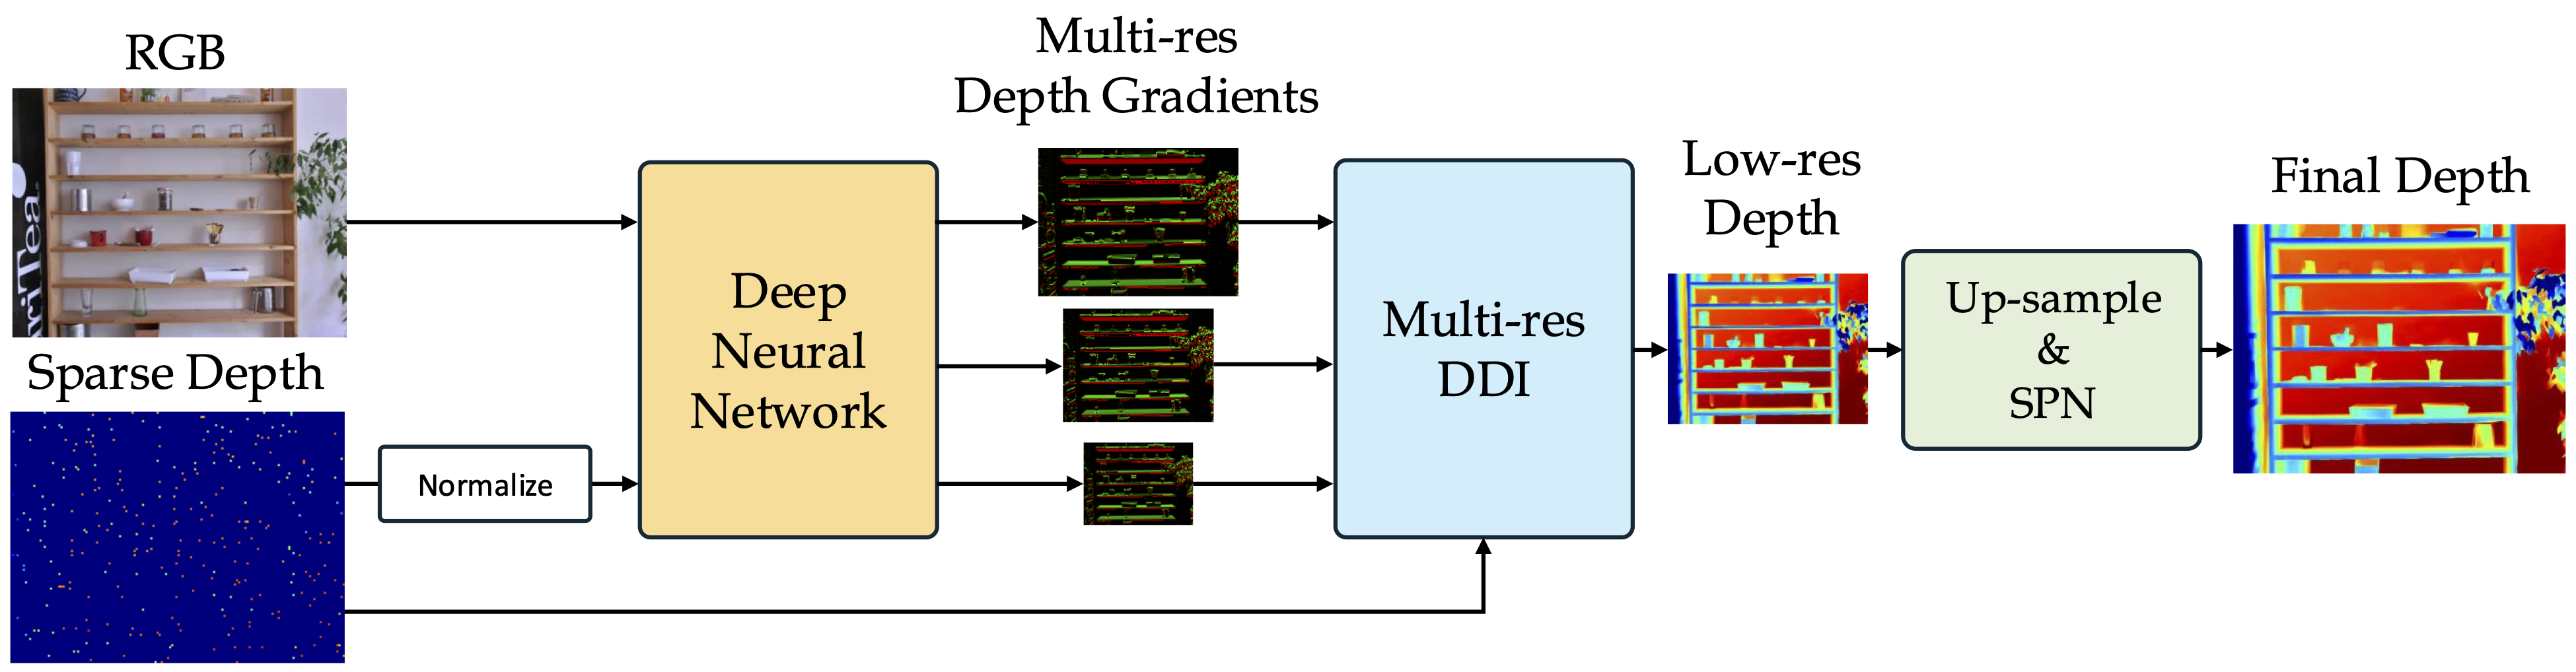 RGB
Sparse Depth
Normalize
Deep
Neural
Network
Multi-res
Depth Gradients
Multi-res
DDI
Low-res
Depth
Up-sample
&
SPN
Final Depth